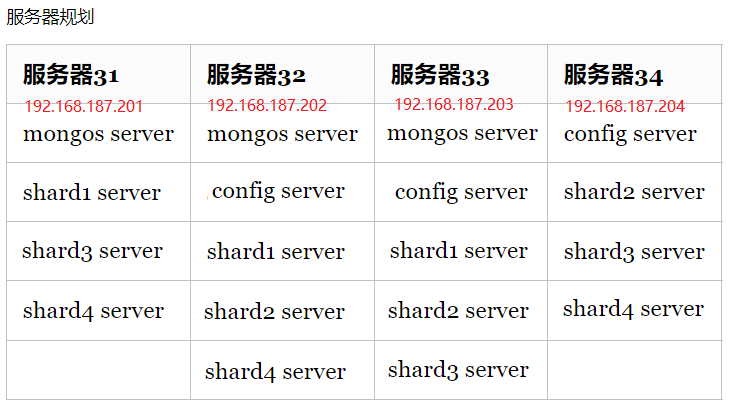 服务器规划
服务器31 服务器32 服务器33 服务器34
192.168.187.201 192.168.187.202 192.168.187.203 192.168.187.204
mongos server mongos server mongos server config server
shard1 server config server config server shard2 server
shard3 server shard1 server shard1 server shard3 server
shard4 server shard2 server shard2 server shard4 server
shard4 server shard3 server